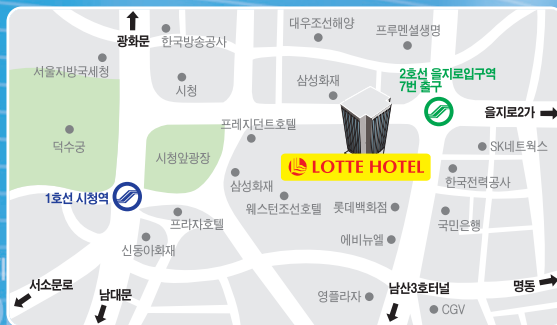 광화문
한국방송공사
대우조선해양
프루멘셜생명
서울지방국세청
시청
삼성화재
2호선 을지로입구역
7번 출구
을지로2가
프레지던트호텔
덕수궁
시청앞광장
SK네트웍스
LOTTE HOTEL
삼성화재
한국전력공사
1호선 시청역
웨스턴조선호텔
롯데백화점
프라자호텔
국민은행
신동아화재
에비뉴엘
서소문로
남대문
영플라자
남산3호터널
명동
CGV